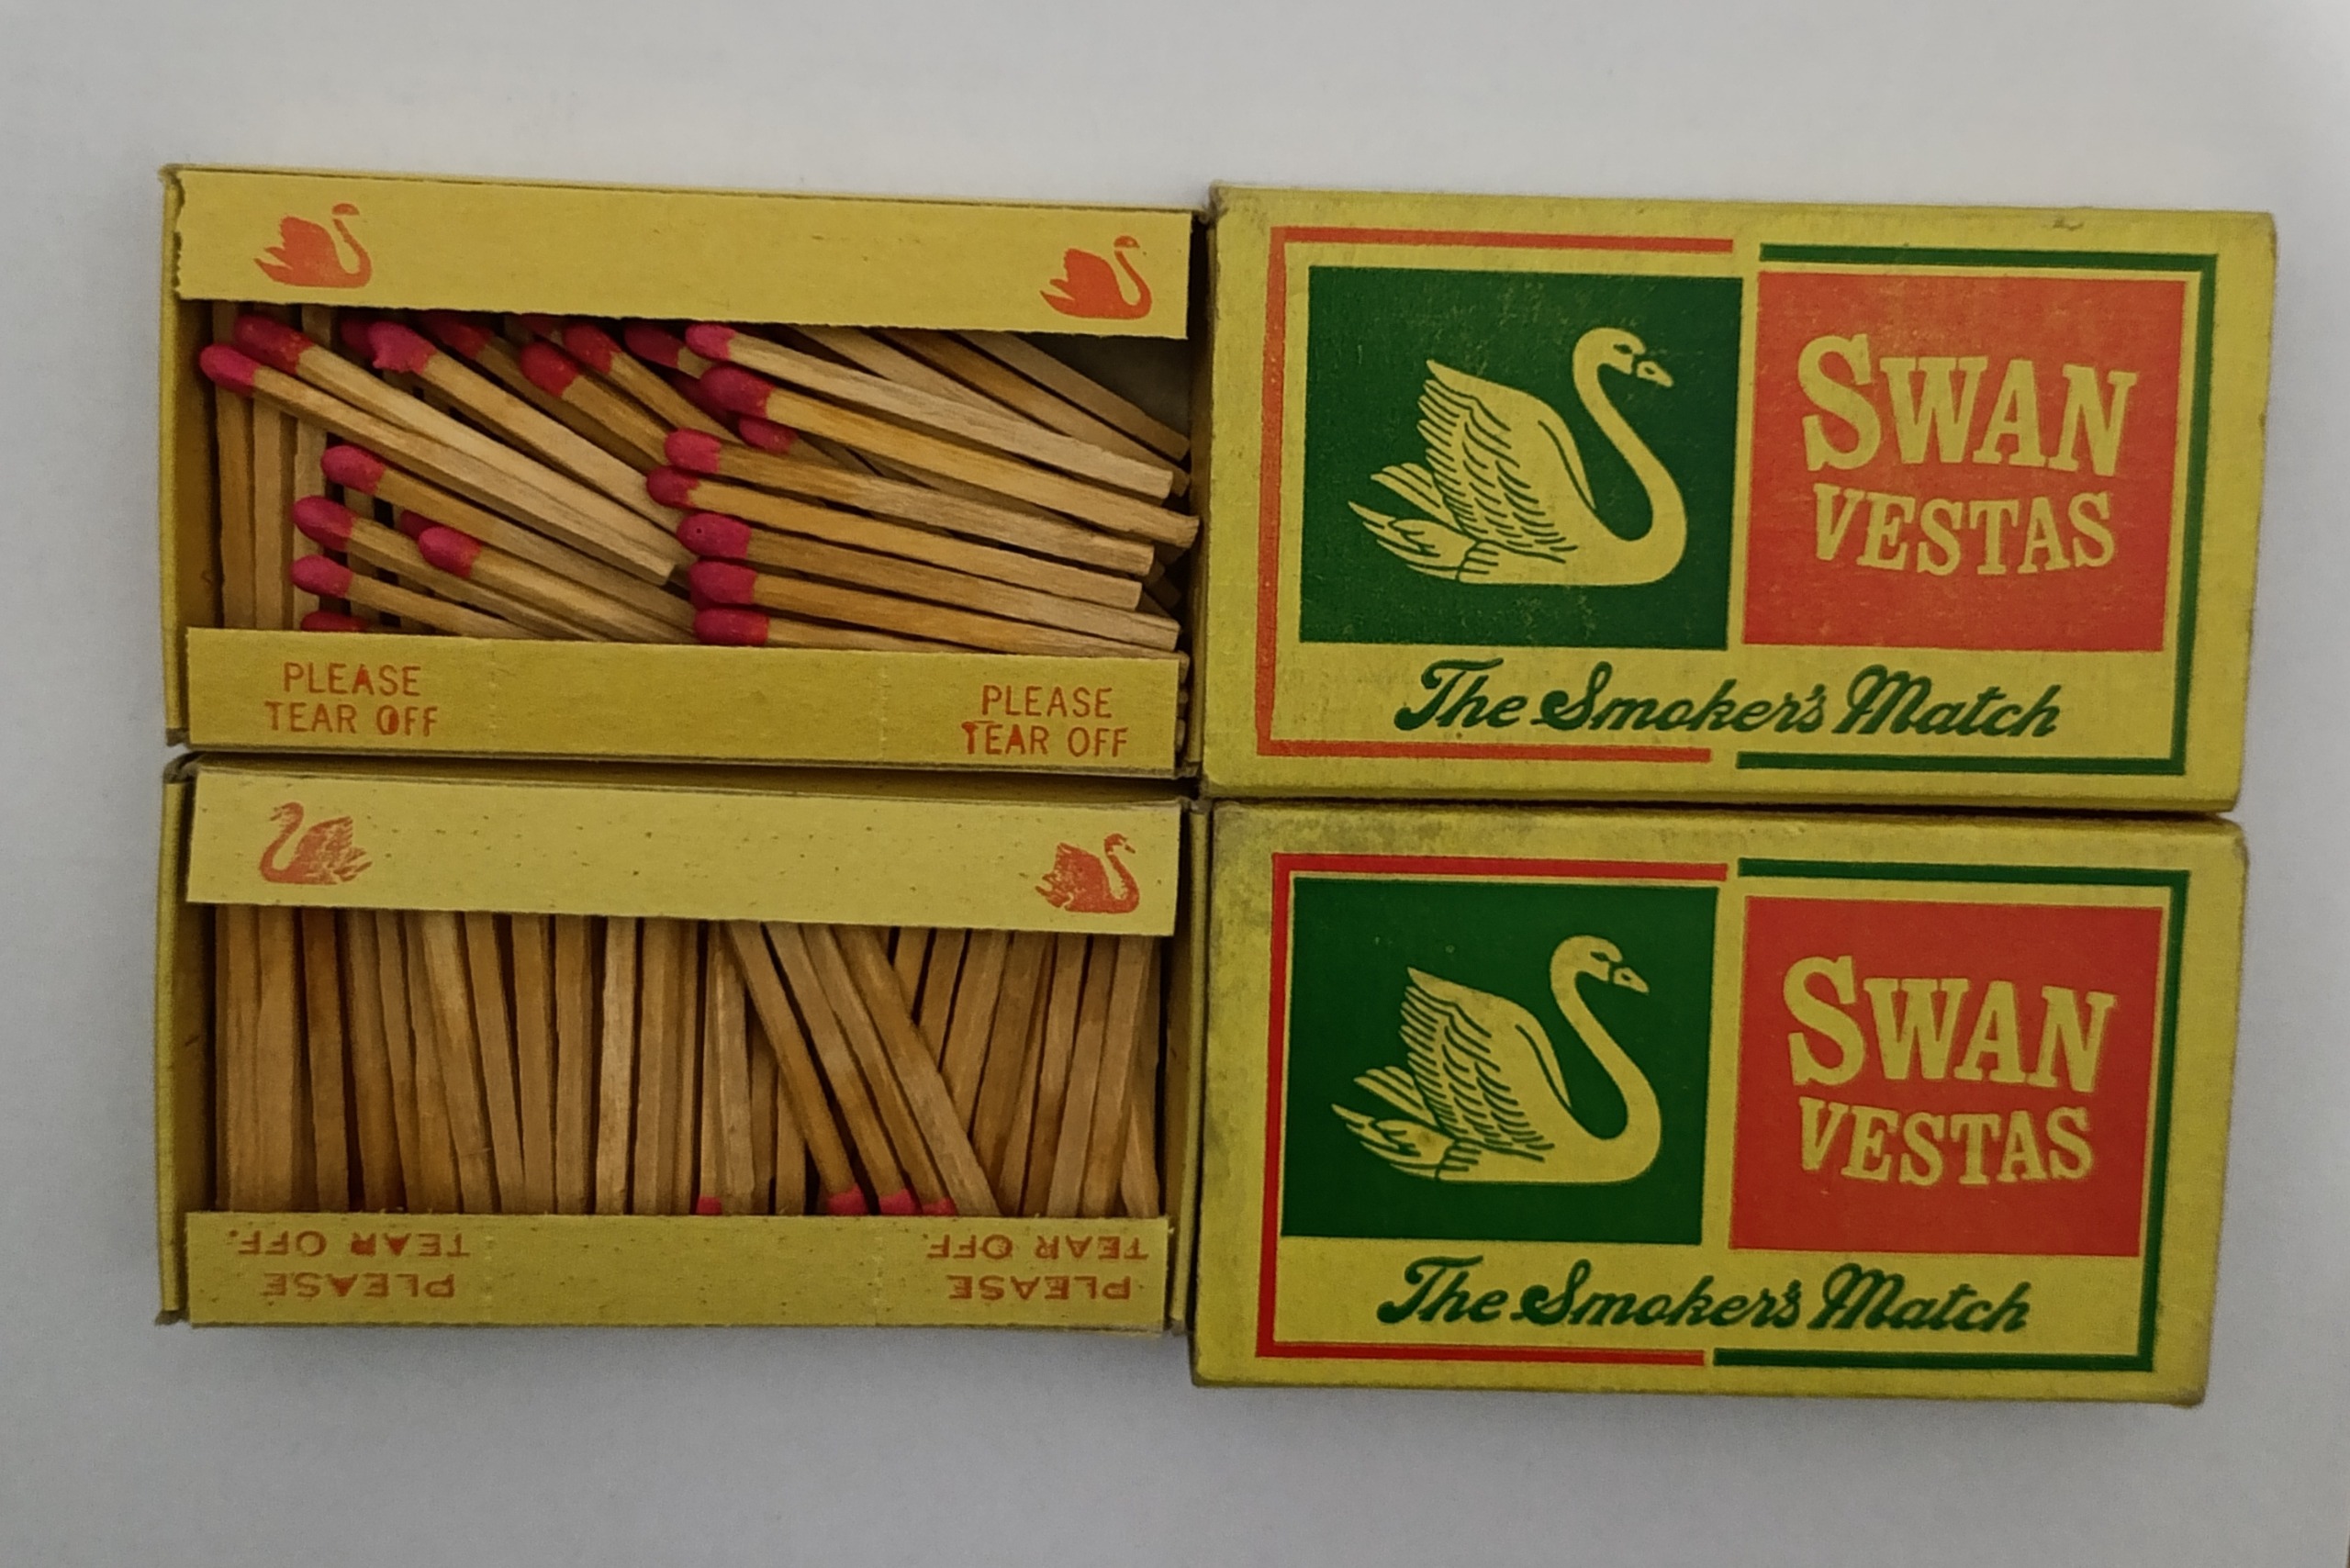 PLEASE
TEAR OFF
PLEASE
TEAR OFF
SWAN
VESTAS
The Smoker's Match
PLEASE
TEAR OFF.
PLEASE
TEAR OFF.
SWAN
VESTAS
The Smoker's Match